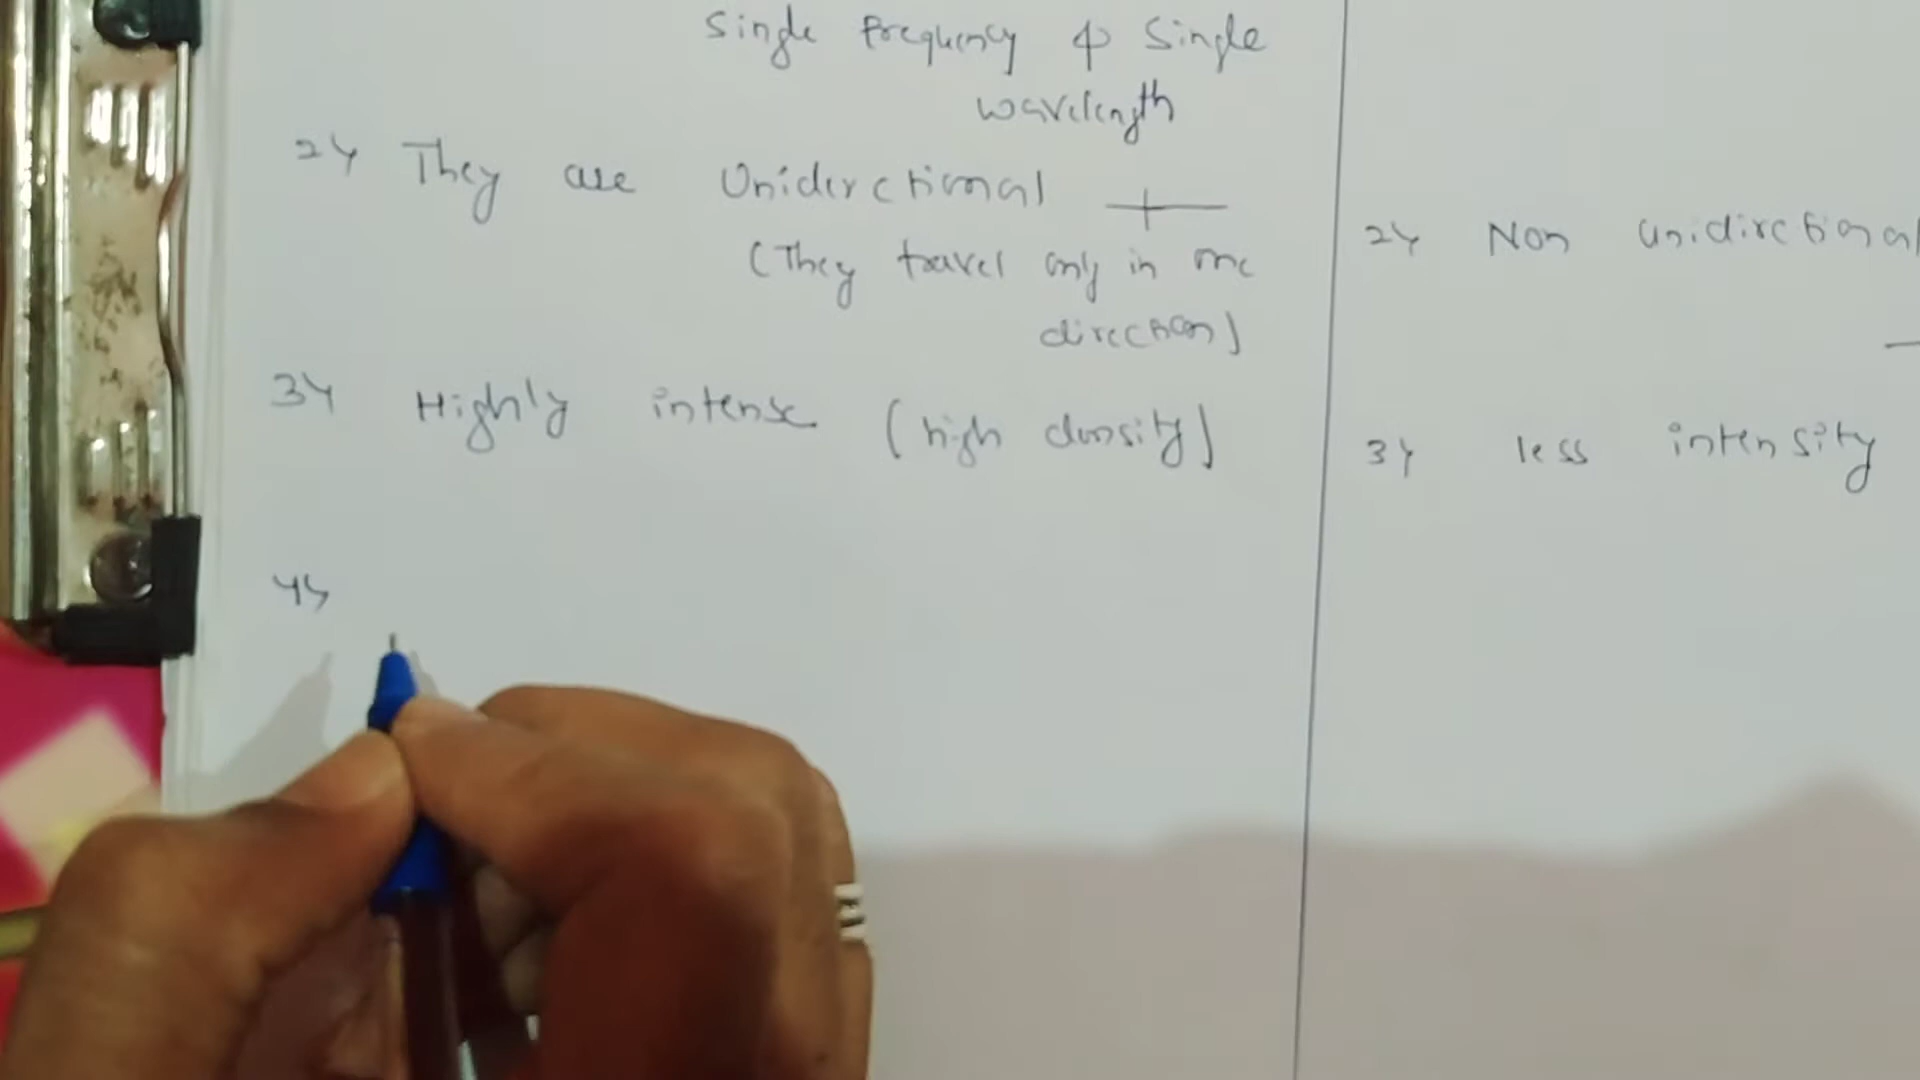 Single frequency & Single
wavelength
2) They are Unidirectional
(They travel only in one
direction)
3) Highly intense (high density)
4)
2) Non unidirectional
3) less intensity